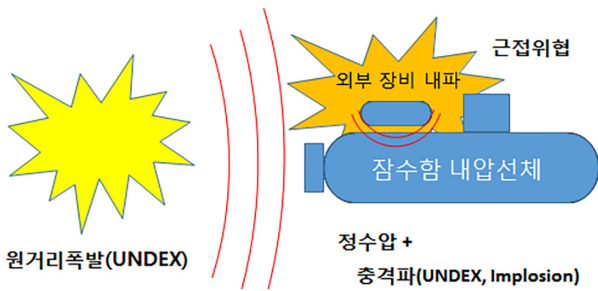 근접위협
외부 장비 내파
잠수함 내압선체
원거리폭발(UNDEX)
정수압 +
충격파(UNDEX, Implosion)